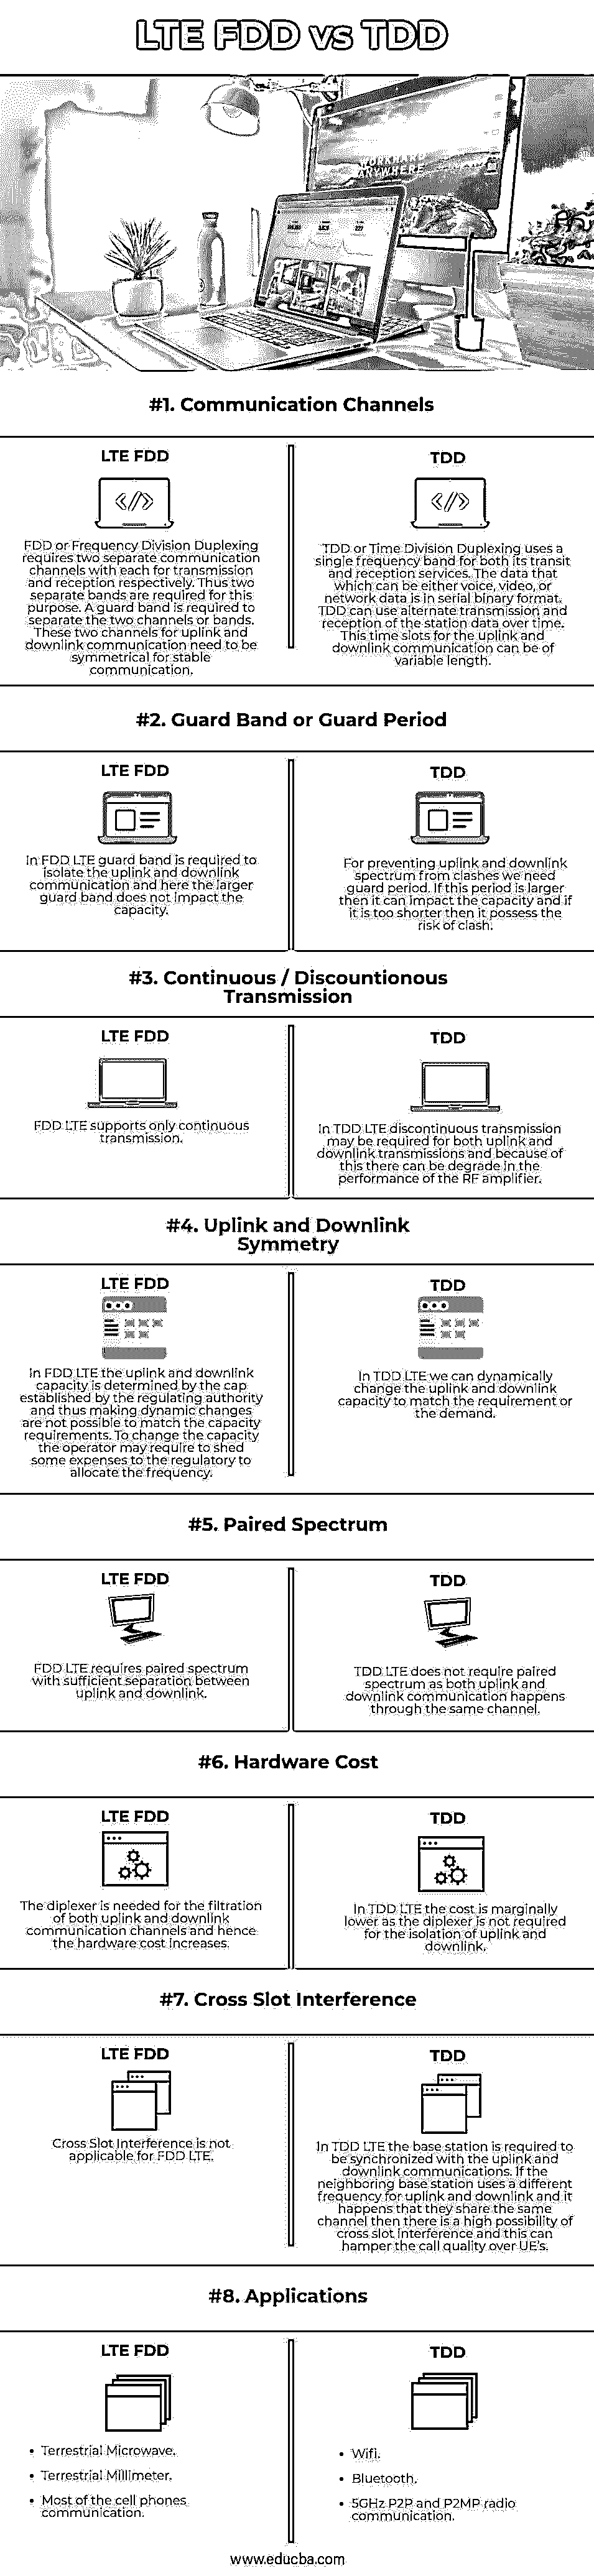 LTE FDD vs TDD
WORK HARD
ANYWHERE
#1. Communication Channels
LTE FDD
FDD or Frequency Division Duplexing
requires two separate communication
channels with each for transmission
and reception respectively. Thus two
separate bands are required for this
purpose. A guard band is required to
separate the two channels or bands.
These two channels for uplink and
downlink communication need to be
symmetrical for stable
communication.
TDD
TDD or Time Division Duplexing uses a
single frequency band for both its transit
and reception services. The data that
which can be either voice, video, or
network data is in serial binary format.
TDD can use alternate transmission and
reception of the station data over time.
This time slots for the uplink and
downlink communication can be of
variable length.
#2. Guard Band or Guard Period
LTE FDD
In FDD LTE guard band is required to
isolate the uplink and downlink
communication and here the larger
guard band does not impact the
capacity.
TDD
For preventing uplink and downlink
spectrum from clashes we need
guard period. If this period is larger
then it can impact the capacity and if
it is too shorter then it possess the
risk of clash.
#3. Continuous / Discountionous
Transmission
LTE FDD
FDD LTE supports only continuous
transmission.
TDD
In TDD LTE discontinuous transmission
may be required for both uplink and
downlink transmissions and because of
this there can be degrade in the
performance of the RF amplifier.
#4. Uplink and Downlink
Symmetry
LTE FDD
In FDD LTE the uplink and downlink
capacity is determined by the cap
established by the regulating authority
and thus making dynamic changes
are not possible to match the capacity
requirements. To change the capacity
the operator may require to shed
some expenses to the regulatory to
allocate the frequency.
TDD
In TDD LTE we can dynamically
change the uplink and downlink
capacity to match the requirement or
the demand.
#5. Paired Spectrum
LTE FDD
FDD LTE requires paired spectrum
with sufficient separation between
uplink and downlink.
TDD
TDD LTE does not require paired
spectrum as both uplink and
downlink communication happens
through the same channel.
#6. Hardware Cost
LTE FDD
The diplexer is needed for the filtration
of both uplink and downlink
communication channels and hence
the hardware cost increases.
TDD
In TDD LTE the cost is marginally
lower as the diplexer is not required
for the isolation of uplink and
downlink.
#7. Cross Slot Interference
LTE FDD
Cross Slot Interference is not
applicable for FDD LTE.
TDD
In TDD LTE the base station is required to
be synchronized with the uplink and
downlink communications. If the
neighboring base station uses a different
frequency for uplink and downlink and it
happens that they share the same
channel then there is a high possibility of
cross slot interference and this can
hamper the call quality over UE's.
#8. Applications
LTE FDD
• Terrestrial Microwave.
• Terrestrial Millimeter.
• Most of the cell phones
communication.
TDD
• Wifi.
• Bluetooth.
• 5GHz P2P and P2MP radio
communication.
www.educba.com